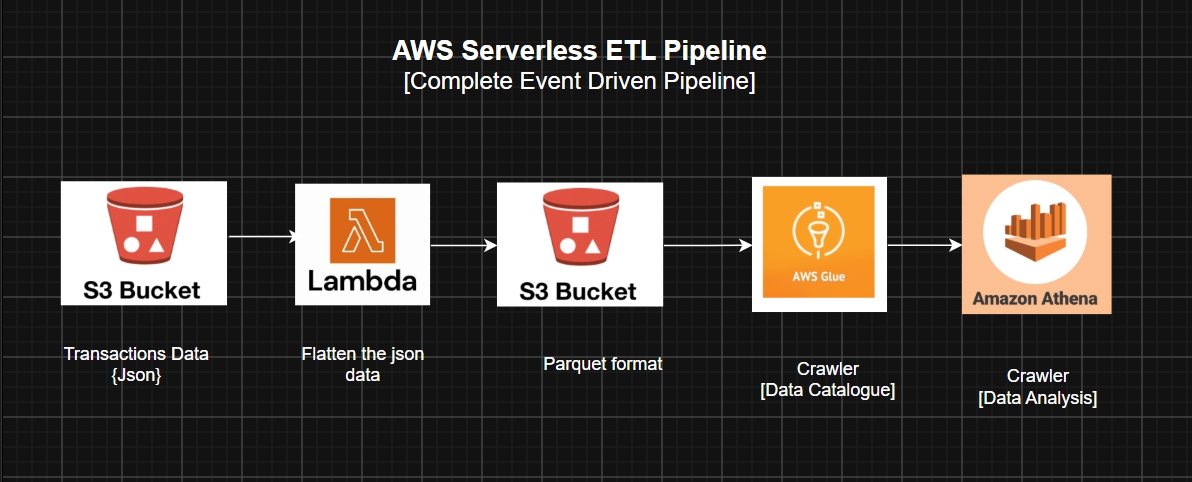 AWS Serverless ETL Pipeline
[Complete Event Driven Pipeline]
S3 Bucket
Lambda
S3 Bucket
AWS Glue
Amazon Athena
Transactions Data
{Json}
Flatten the json
data
Parquet format
Crawler
[Data Catalogue]
Crawler
[Data Analysis]